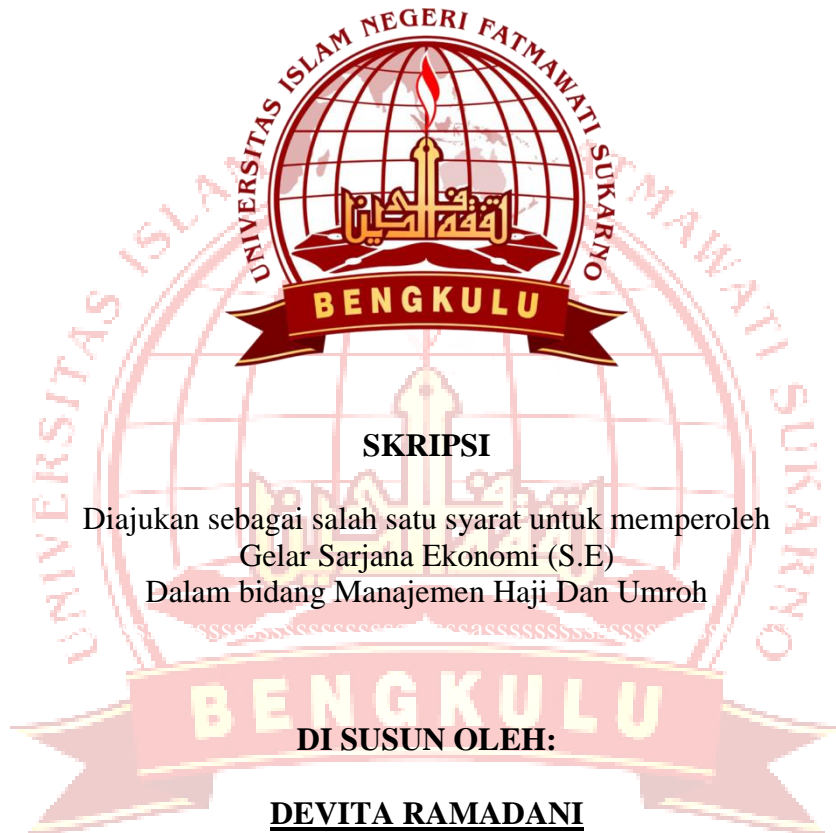 UNIVERSITAS ISLAM NEGERI FATMAWATI SUKARNO
BENGKULU
SKRIPSI
Diajukan sebagai salah satu syarat untuk memperoleh
Gelar Sarjana Ekonomi (S.E)
Dalam bidang Manajemen Haji Dan Umroh
BENGKULU
DI SUSUN OLEH:
DEVITA RAMADANI